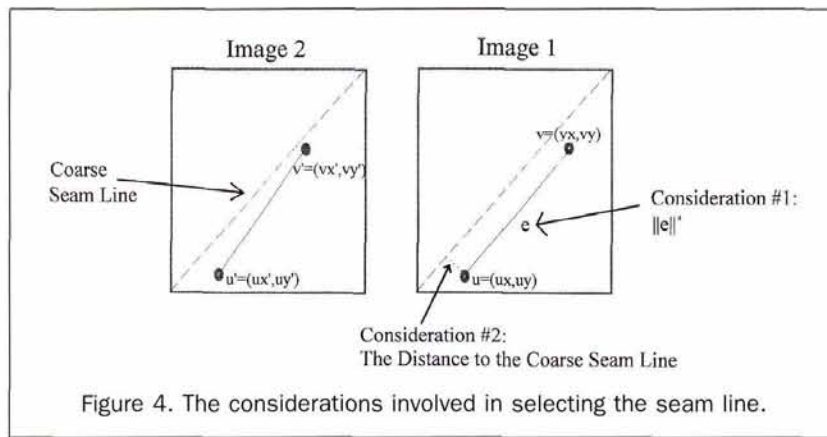 Image 2
Image 1
v=(vx,vy)
v'=(vx',vy')
Coarse
Seam Line
Consideration #1:
e
u'=(ux',uy')
u=(ux,uy)
Consideration #2:
The Distance to the Coarse Seam Line
Figure 4. The considerations involved in selecting the seam line.